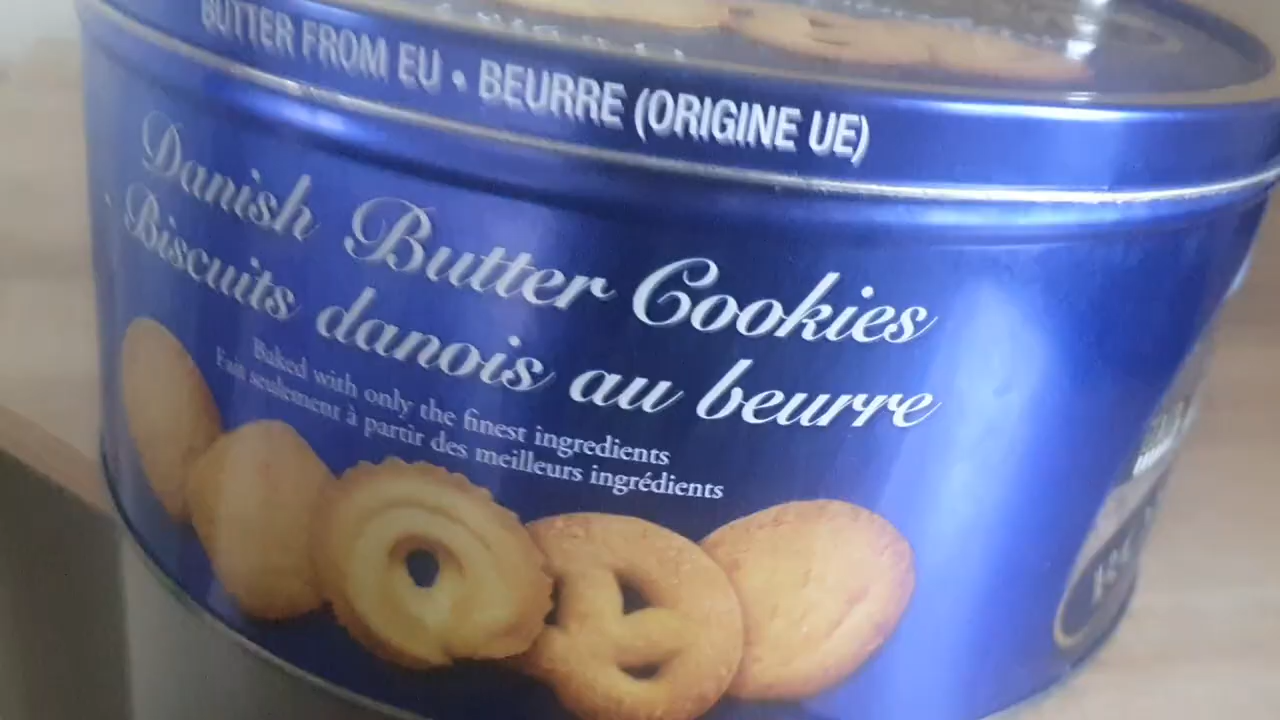 BUTTER FROM EU • BEURRE (ORIGINE UE)
Danish Butter Cookies
Biscuits danois au beurre
Baked with only the finest ingredients
Fait seulement à partir des meilleurs ingrédients